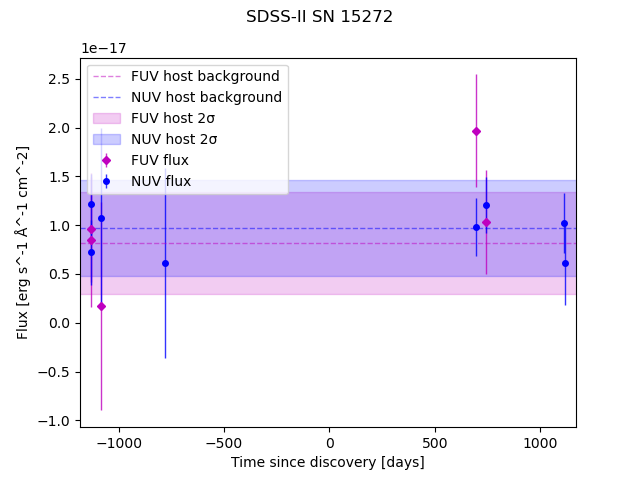 SDSS-II SN 15272
1e−17
FUV host background
NUV host background
FUV host 2σ
NUV host 2σ
FUV flux
NUV flux
2.5
2.0
1.5
1.0
0.5
0.0
−0.5
−1.0
Flux [erg s^-1 Å^-1 cm^-2]
−1000 −500 0 500 1000
Time since discovery [days]